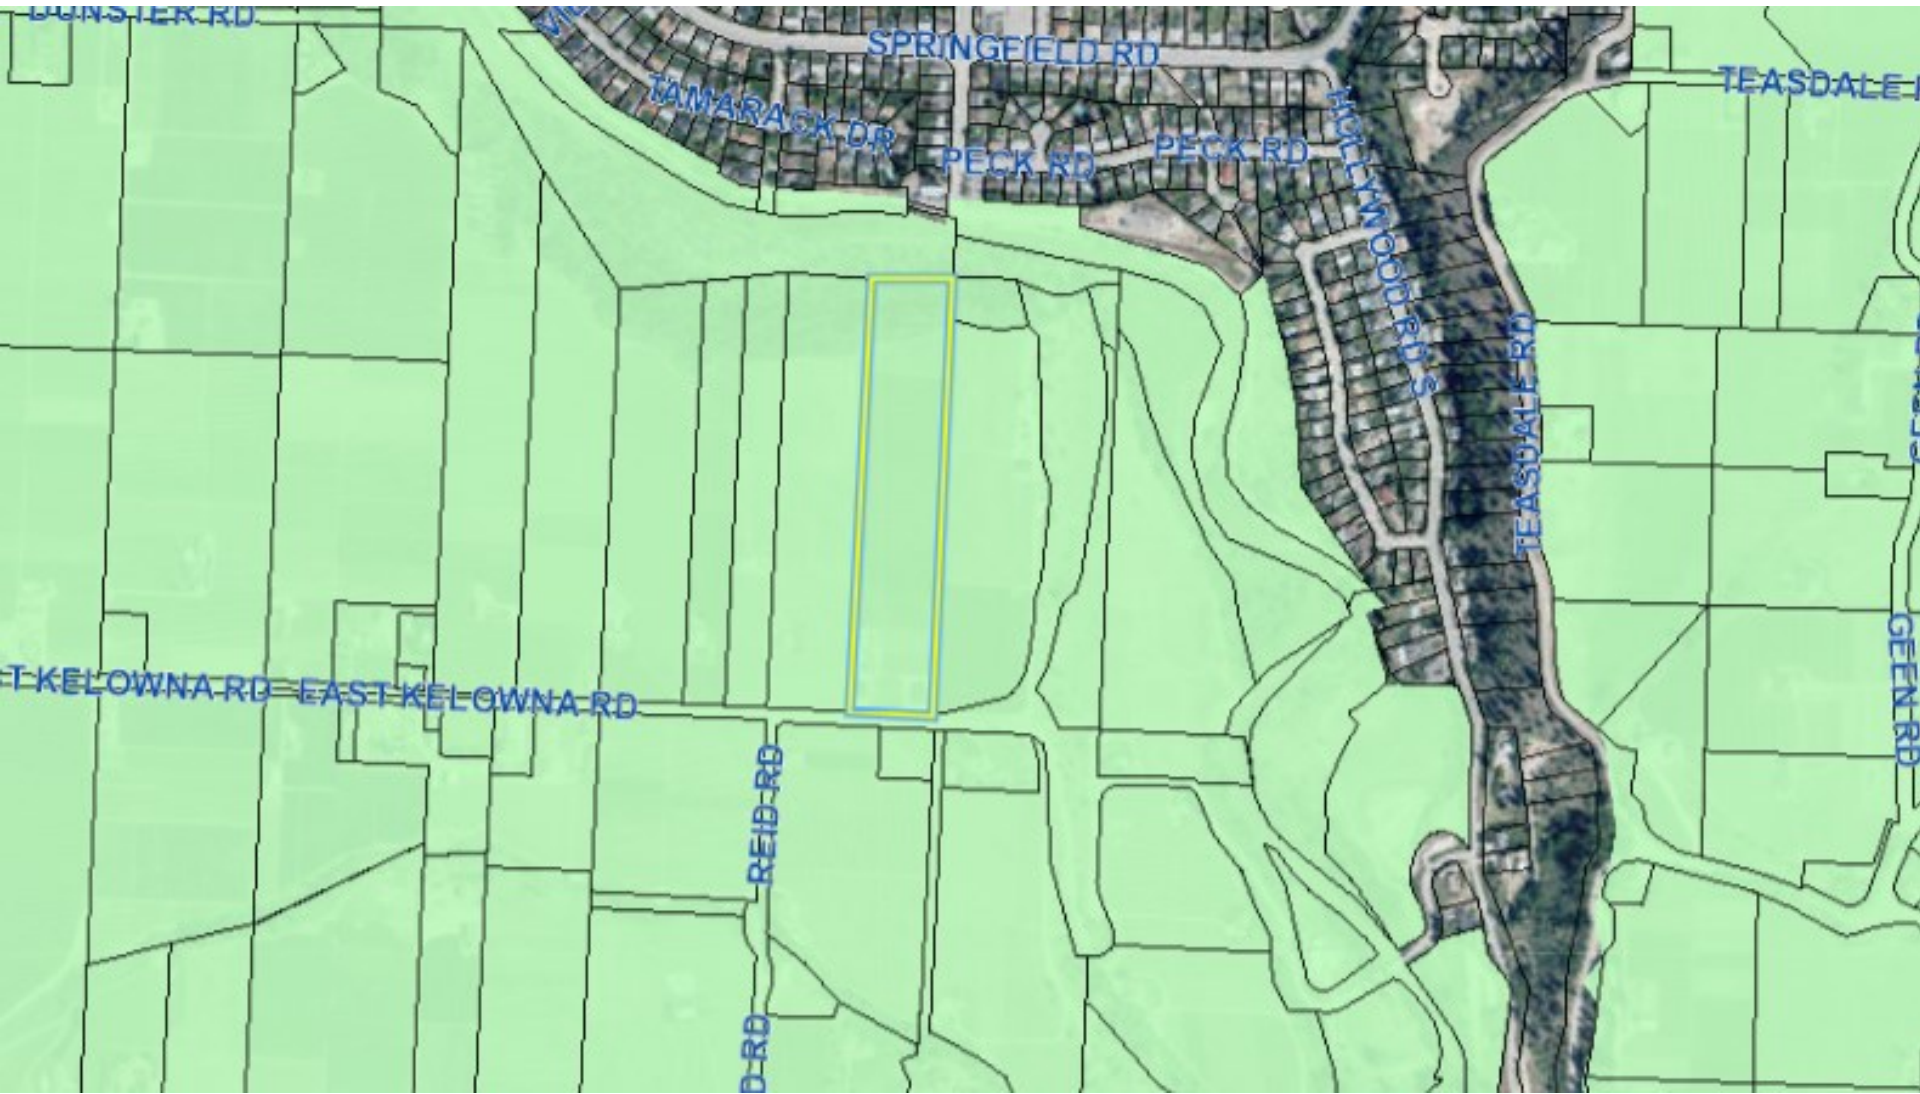 DUNSTER RD
SPRINGFIELD RD
TEASDALE
TAMARACK DR
PECK RD
PECK RD
HOLLYWOOD RD S
TEASDALE RD
T KELOWNA RD
EAST KELOWNA RD
GEEN RD
REID RD
D RD